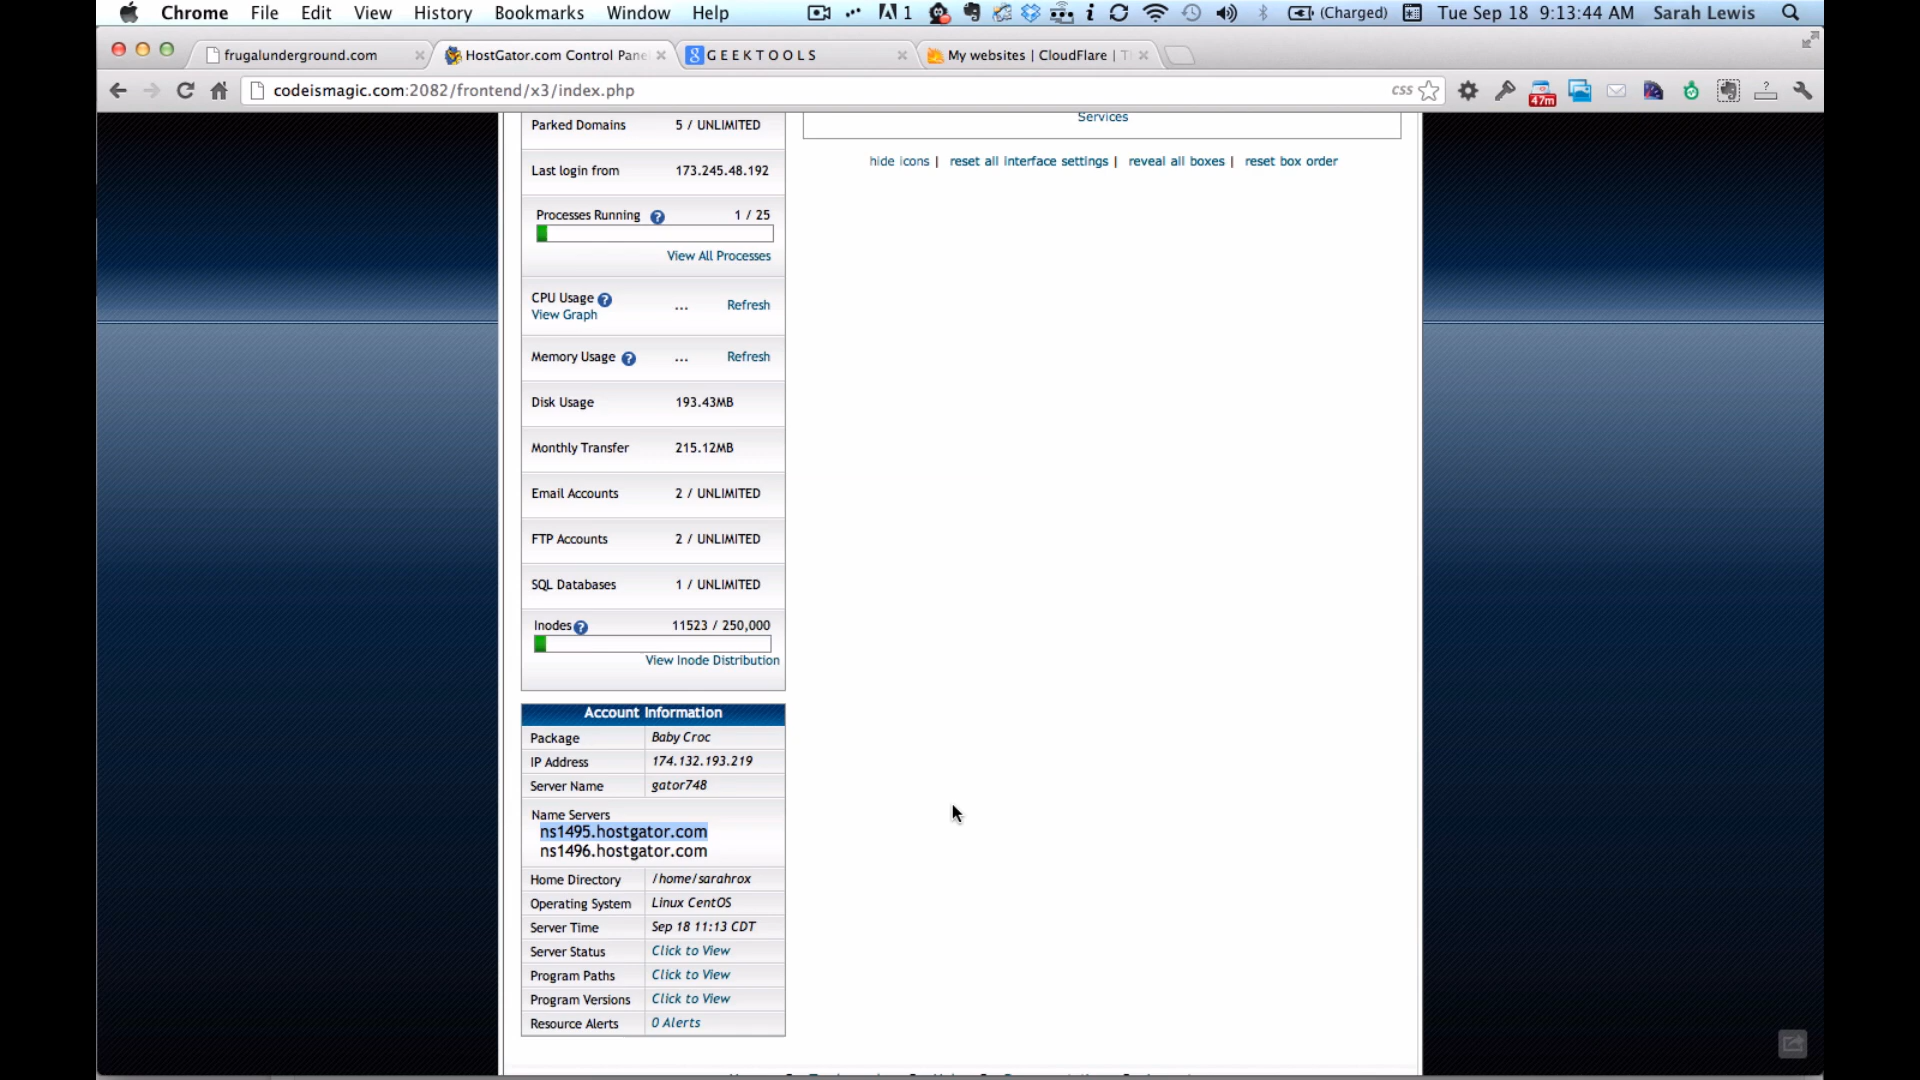 Chrome File Edit View History Bookmarks Window Help 1 (Charged) Tue Sep 18 9:13:44 AM Sarah Lewis
frugalunderground.com HostGator.com Control Pane GEEKTOOLS My websites | CloudFlare | T
codeismagic.com:2082/frontend/x3/index.php css 47m
Parked Domains 5 / UNLIMITED
Services
Last login from 173.245.48.192
hide icons | reset all interface settings | reveal all boxes | reset box order
Processes Running ? 1 / 25
View All Processes
CPU Usage ? ... Refresh
View Graph
Memory Usage ? ... Refresh
Disk Usage 193.43MB
Monthly Transfer 215.12MB
Email Accounts 2 / UNLIMITED
FTP Accounts 2 / UNLIMITED
SQL Databases 1 / UNLIMITED
Inodes ? 11523 / 250,000
View Inode Distribution
Account Information
Package Baby Croc
IP Address 174.132.193.219
Server Name gator748
Name Servers
ns1495.hostgator.com
ns1496.hostgator.com
Home Directory /home/sarahrox
Operating System Linux CentOS
Server Time Sep 18 11:13 CDT
Server Status Click to View
Program Paths Click to View
Program Versions Click to View
Resource Alerts 0 Alerts